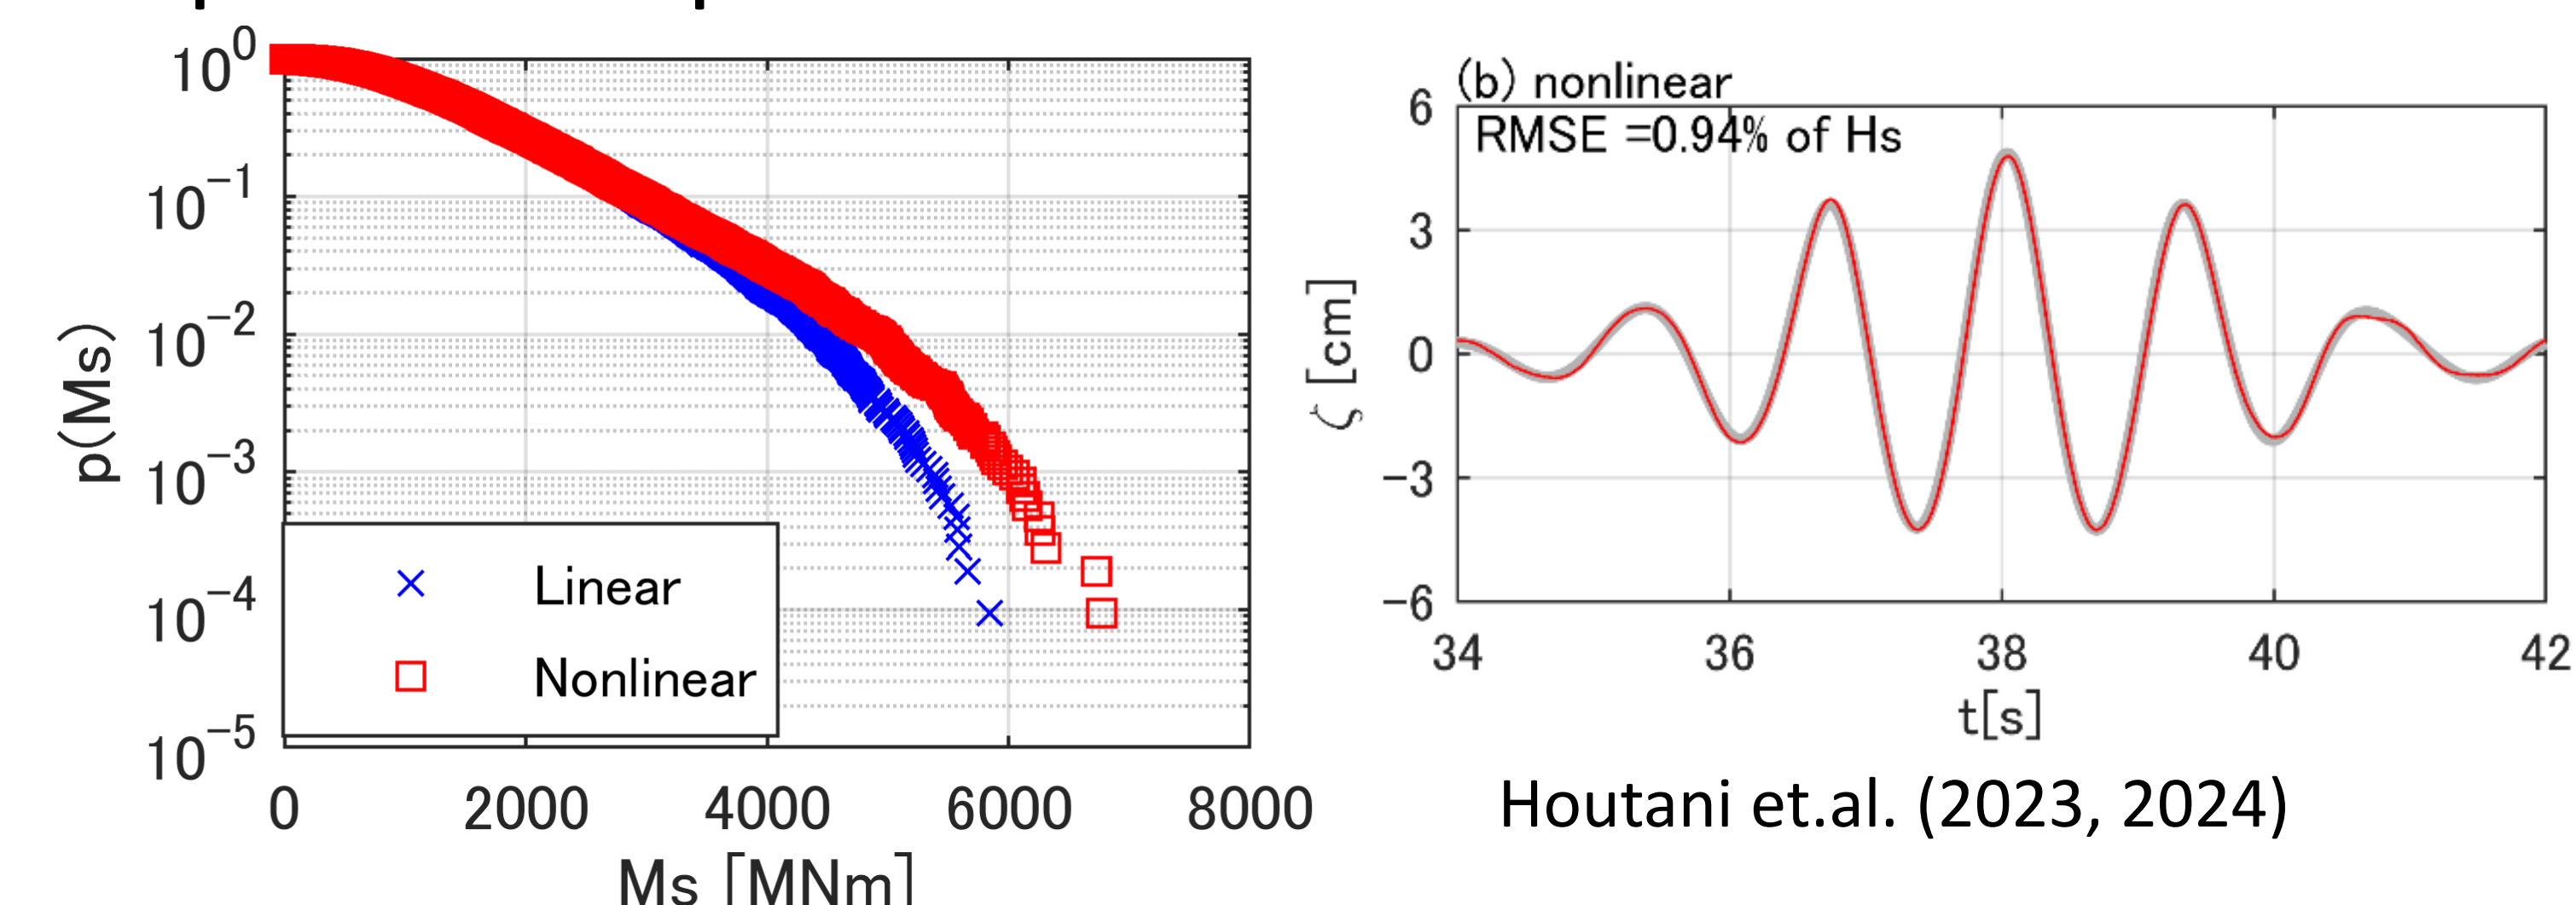 10^0
10^−1
10^−2
10^−3
10^−4
10^−5
p(Ms)
Linear
Nonlinear
0 2000 4000 6000 8000
Ms [MNm]
(b) nonlinear
RMSE =0.94% of Hs
6
3
0
−3
−6
ζ [cm]
34 36 38 40 42
t[s]
Houtani et.al. (2023, 2024)